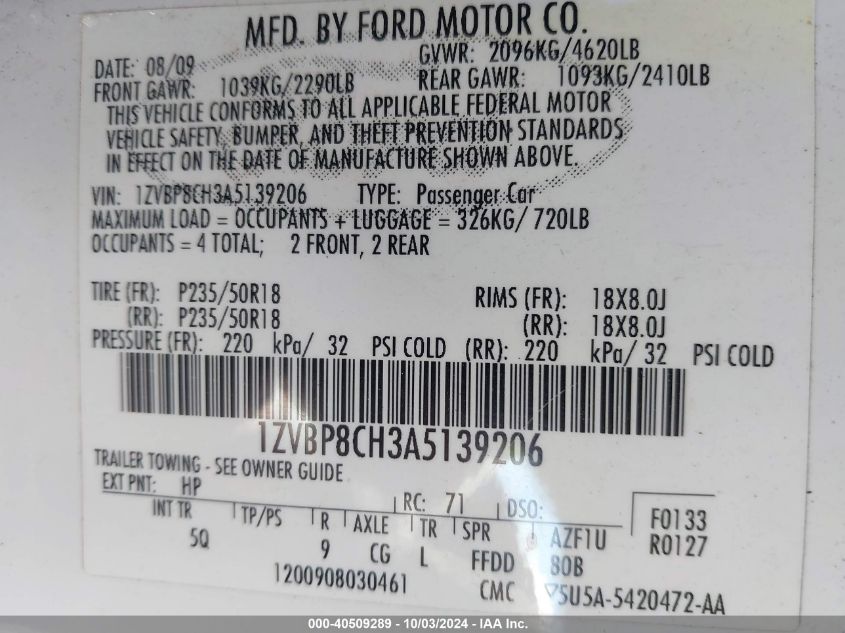 MFD. BY FORD MOTOR CO.
DATE: 08/09 GVWR: 2096KG/4620LB
FRONT GAWR: 1039KG/2290LB REAR GAWR: 1093KG/2410LB
THIS VEHICLE CONFORMS TO ALL APPLICABLE FEDERAL MOTOR
VEHICLE SAFETY, BUMPER, AND THEFT PREVENTION STANDARDS
IN EFFECT ON THE DATE OF MANUFACTURE SHOWN ABOVE.
VIN: 1ZVBP8CH3A5139206 TYPE: Passenger Car
MAXIMUM LOAD = OCCUPANTS + LUGGAGE = 326KG/ 720LB
OCCUPANTS = 4 TOTAL; 2 FRONT, 2 REAR
TIRE (FR): P235/50R18 RIMS (FR): 18X8.0J
(RR): P235/50R18 (RR): 18X8.0J
PRESSURE (FR): 220 kPa/ 32 PSI COLD (RR): 220 kPa/ 32 PSI COLD
1ZVBP8CH3A5139206
TRAILER TOWING - SEE OWNER GUIDE
EXT PNT: HP RC: 71 DSO: F0133
INT TR TP/PS R AXLE TR SPR AZF1U R0127
5Q 9 CG L FFDD 80B
1200908030461 CMC 5U5A-5420472-AA
000-40509289 - 10/03/2024 - IAA Inc.